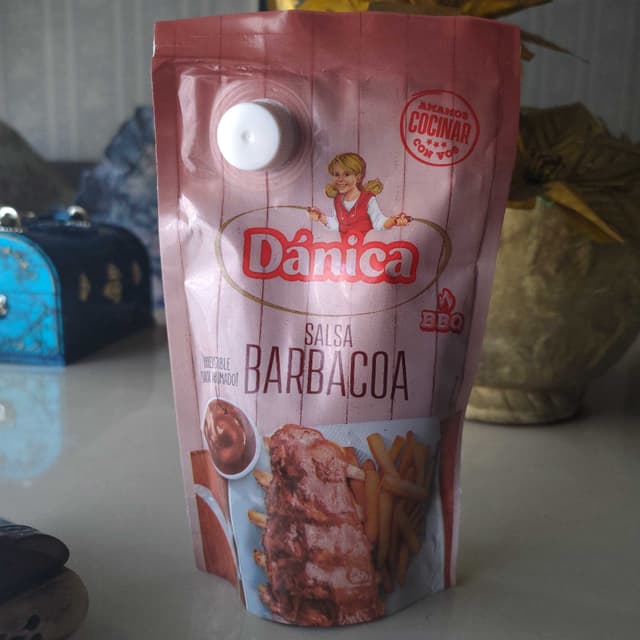 AMAMOS
COCINAR
CON VOS
Dánica
BBQ
SALSA
BARBACOA